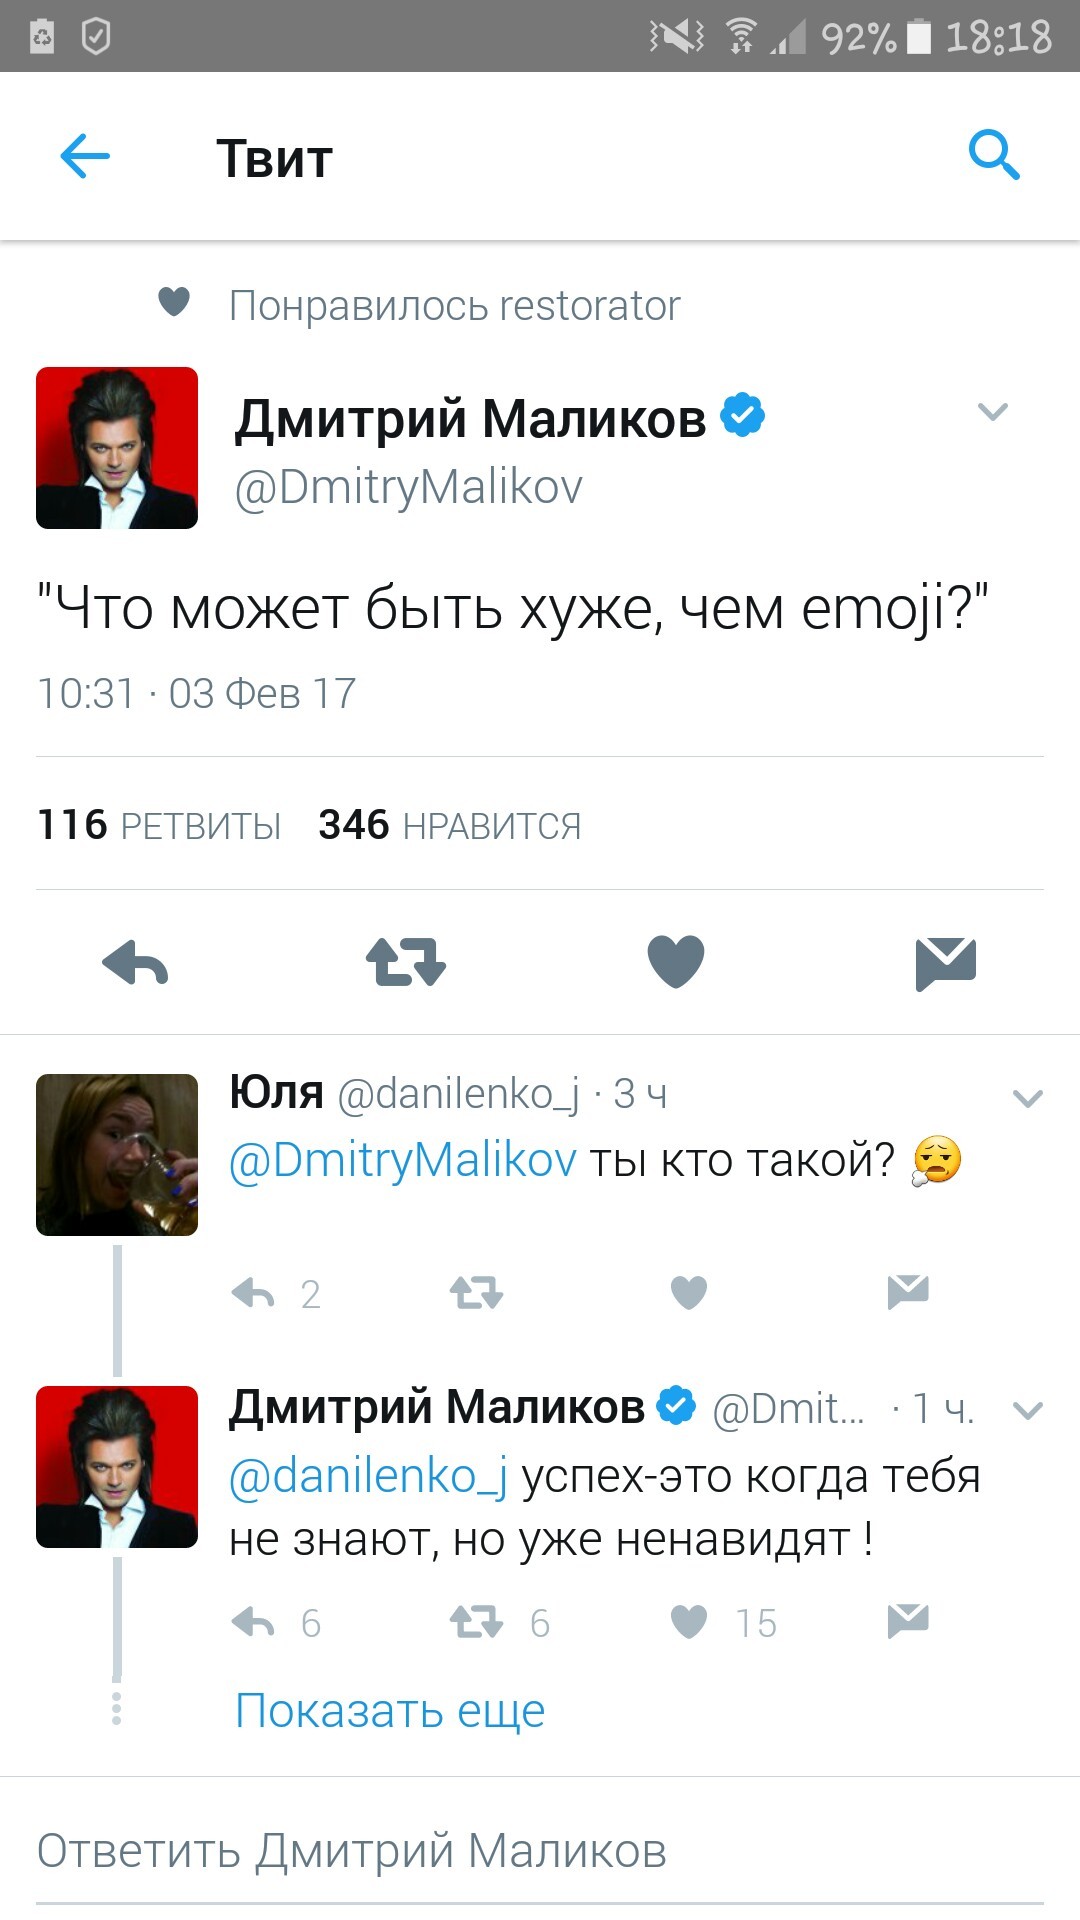 92% 18:18
Твит
Понравилось restorator
Дмитрий Маликов
@DmitryMalikov
"Что может быть хуже, чем emoji?"
10:31 · 03 Фев 17
116 РЕТВИТЫ 346 НРАВИТСЯ
Юля @danilenko_j · 3 ч
@DmitryMalikov ты кто такой? 😤
2
Дмитрий Маликов @Dmit... · 1 ч.
@danilenko_j успех-это когда тебя
не знают, но уже ненавидят !
6 6 15
Показать еще
Ответить Дмитрий Маликов